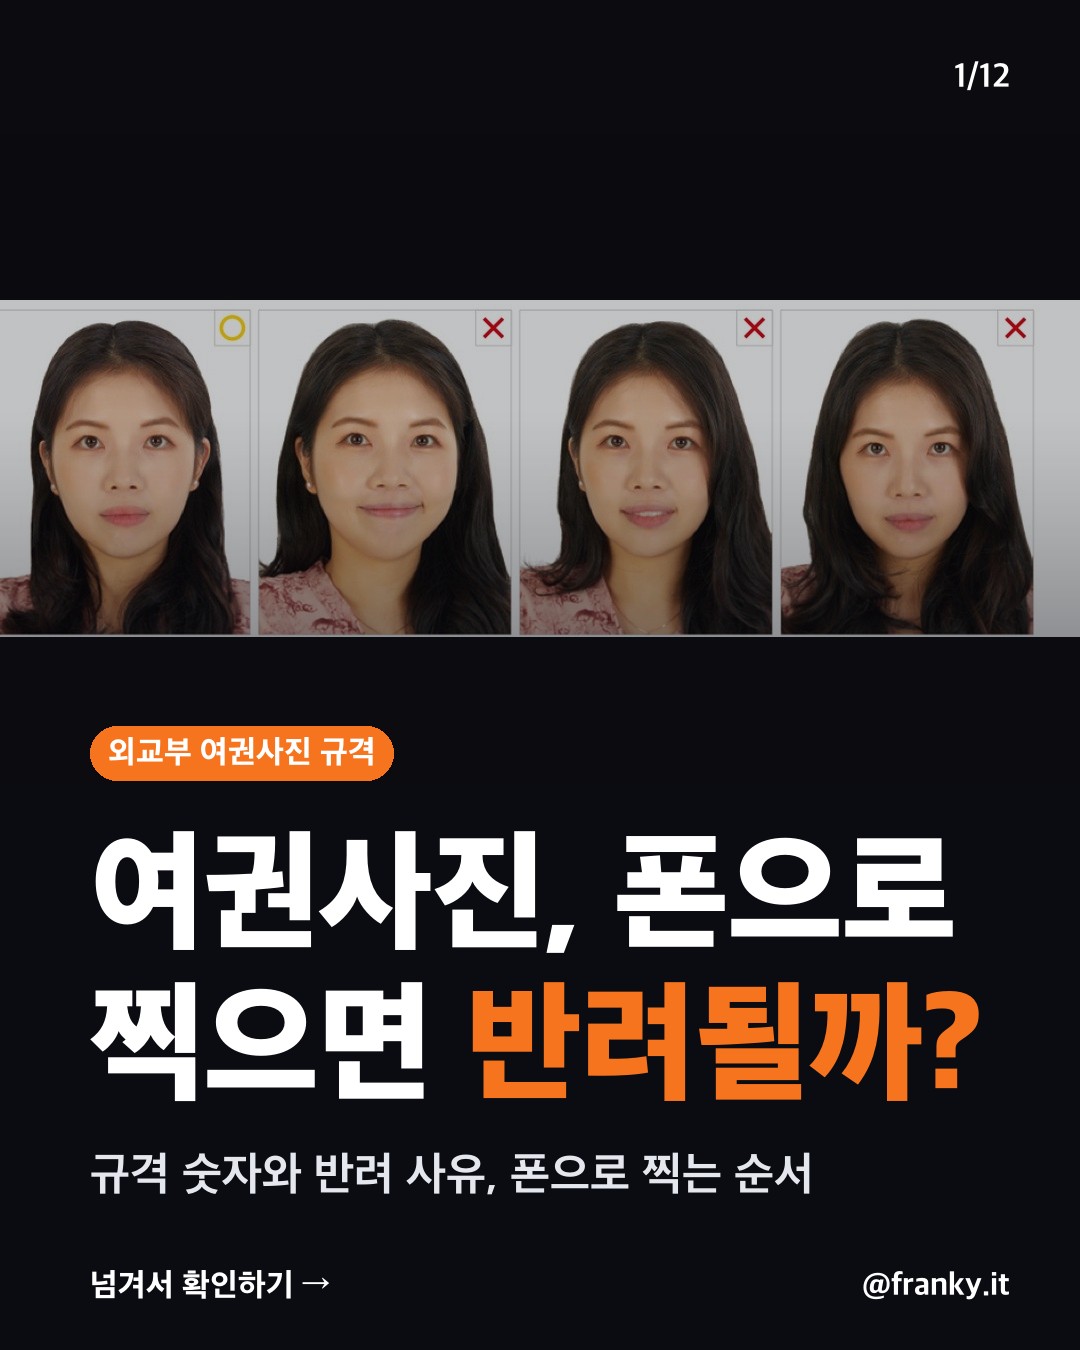 1/12
외교부 여권사진 규격
여권사진, 폰으로
찍으면 반려될까?
규격 숫자와 반려 사유, 폰으로 찍는 순서
넘겨서 확인하기 →
@franky.it